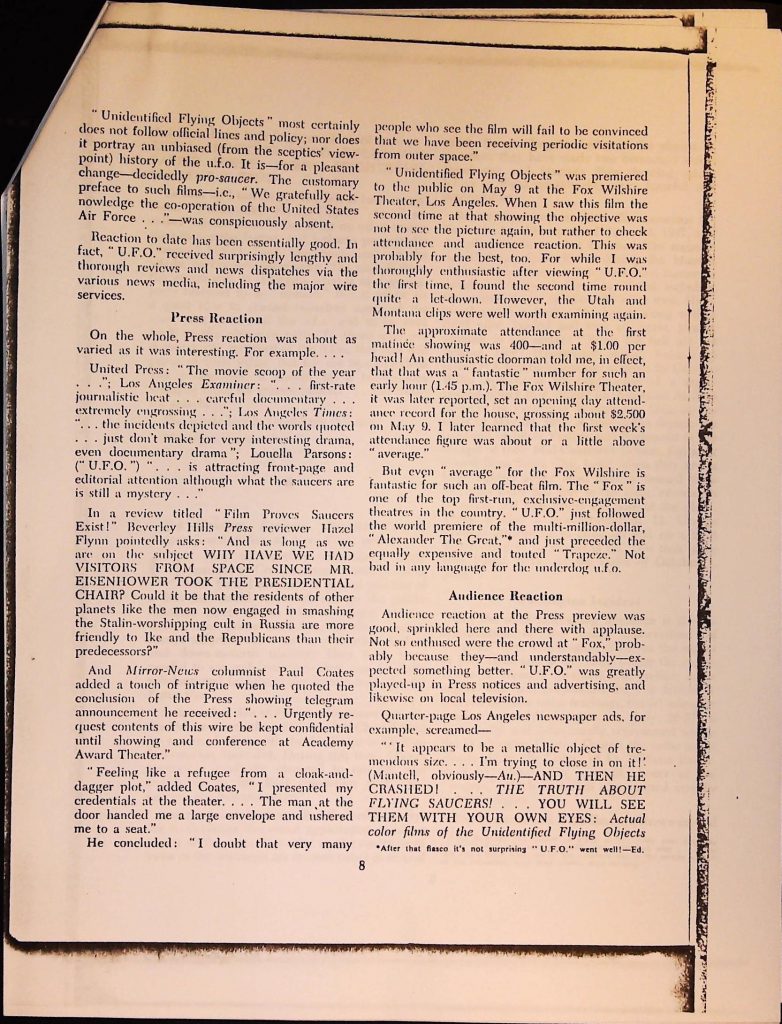 "Unidentified Flying Objects" most certainly
does not follow official lines and policy; nor does
it portray an unbiased (from the sceptics' view-
point) history of the u.f.o. It is—for a pleasant
change—decidedly pro-saucer. The customary
preface to such films—i.e., "We gratefully ack-
nowledge the co-operation of the United States
Air Force . . ."—was conspicuously absent.
Reaction to date has been essentially good. In
fact, "U.F.O." received surprisingly lengthy and
thorough reviews and news dispatches via the
various news media, including the major wire
services.
Press Reaction
On the whole, Press reaction was about as
varied as it was interesting. For example. . . .
United Press: "The movie scoop of the year
. . ."; Los Angeles Examiner: ". . . first-rate
journalistic beat . . . careful documentary . . .
extremely engrossing . . ."; Los Angeles Times:
". . . the incidents depicted and the words quoted
. . . just don't make for very interesting drama,
even documentary drama"; Louella Parsons:
("U.F.O.") ". . . is attracting front-page and
editorial attention although what the saucers are
is still a mystery . . ."
In a review titled "Film Proves Saucers
Exist!" Beverley Hills Press reviewer Hazel
Flynn pointedly asks: "And as long as we
are on the subject WHY HAVE WE HAD
VISITORS FROM SPACE SINCE MR.
EISENHOWER TOOK THE PRESIDENTIAL
CHAIR? Could it be that the residents of other
planets like the men now engaged in smashing
the Stalin-worshipping cult in Russia are more
friendly to Ike and the Republicans than their
predecessors?"
And Mirror-News columnist Paul Coates
added a touch of intrigue when he quoted the
conclusion of the Press showing telegram
announcement he received: ". . . Urgently re-
quest contents of this wire be kept confidential
until showing and conference at Academy
Award Theater."
"Feeling like a refugee from a cloak-and-
dagger plot," added Coates, "I presented my
credentials at the theater. . . . The man at the
door handed me a large envelope and ushered
me to a seat."
He concluded: "I doubt that very many
people who see the film will fail to be convinced
that we have been receiving periodic visitations
from outer space."
"Unidentified Flying Objects" was premiered
to the public on May 9 at the Fox Wilshire
Theater, Los Angeles. When I saw this film the
second time at that showing the objective was
not to see the picture again, but rather to check
attendance and audience reaction. This was
probably for the best, too. For while I was
thoroughly enthusiastic after viewing "U.F.O."
the first time, I found the second time round
quite a let-down. However, the Utah and
Montana clips were well worth examining again.
The approximate attendance at the first
matinée showing was 400—and at $1.00 per
head! An enthusiastic doorman told me, in effect,
that that was a "fantastic" number for such an
early hour (1.45 p.m.). The Fox Wilshire Theater,
it was later reported, set an opening day attend-
ance record for the house, grossing about $2,500
on May 9. I later learned that the first week's
attendance figure was about or a little above
"average."
But even "average" for the Fox Wilshire is
fantastic for such an off-beat film. The "Fox" is
one of the top first-run, exclusive-engagement
theatres in the country. "U.F.O." just followed
the world premiere of the multi-million-dollar,
"Alexander The Great,"* and just preceded the
equally expensive and touted "Trapeze." Not
bad in any language for the underdog u.f.o.
Audience Reaction
Audience reaction at the Press preview was
good, sprinkled here and there with applause.
Not so enthused were the crowd at "Fox," prob-
ably because they—and understandably—ex-
pected something better. "U.F.O." was greatly
played-up in Press notices and advertising, and
likewise on local television.
Quarter-page Los Angeles newspaper ads, for
example, screamed—
"'It appears to be a metallic object of tre-
mendous size. . . . I'm trying to close in on it!'
(Mantell, obviously—Au.)—AND THEN HE
CRASHED! . . . THE TRUTH ABOUT
FLYING SAUCERS! . . . YOU WILL SEE
THEM WITH YOUR OWN EYES: Actual
color films of the Unidentified Flying Objects
*After that fiasco it's not surprising "U.F.O." went well!—Ed.
8